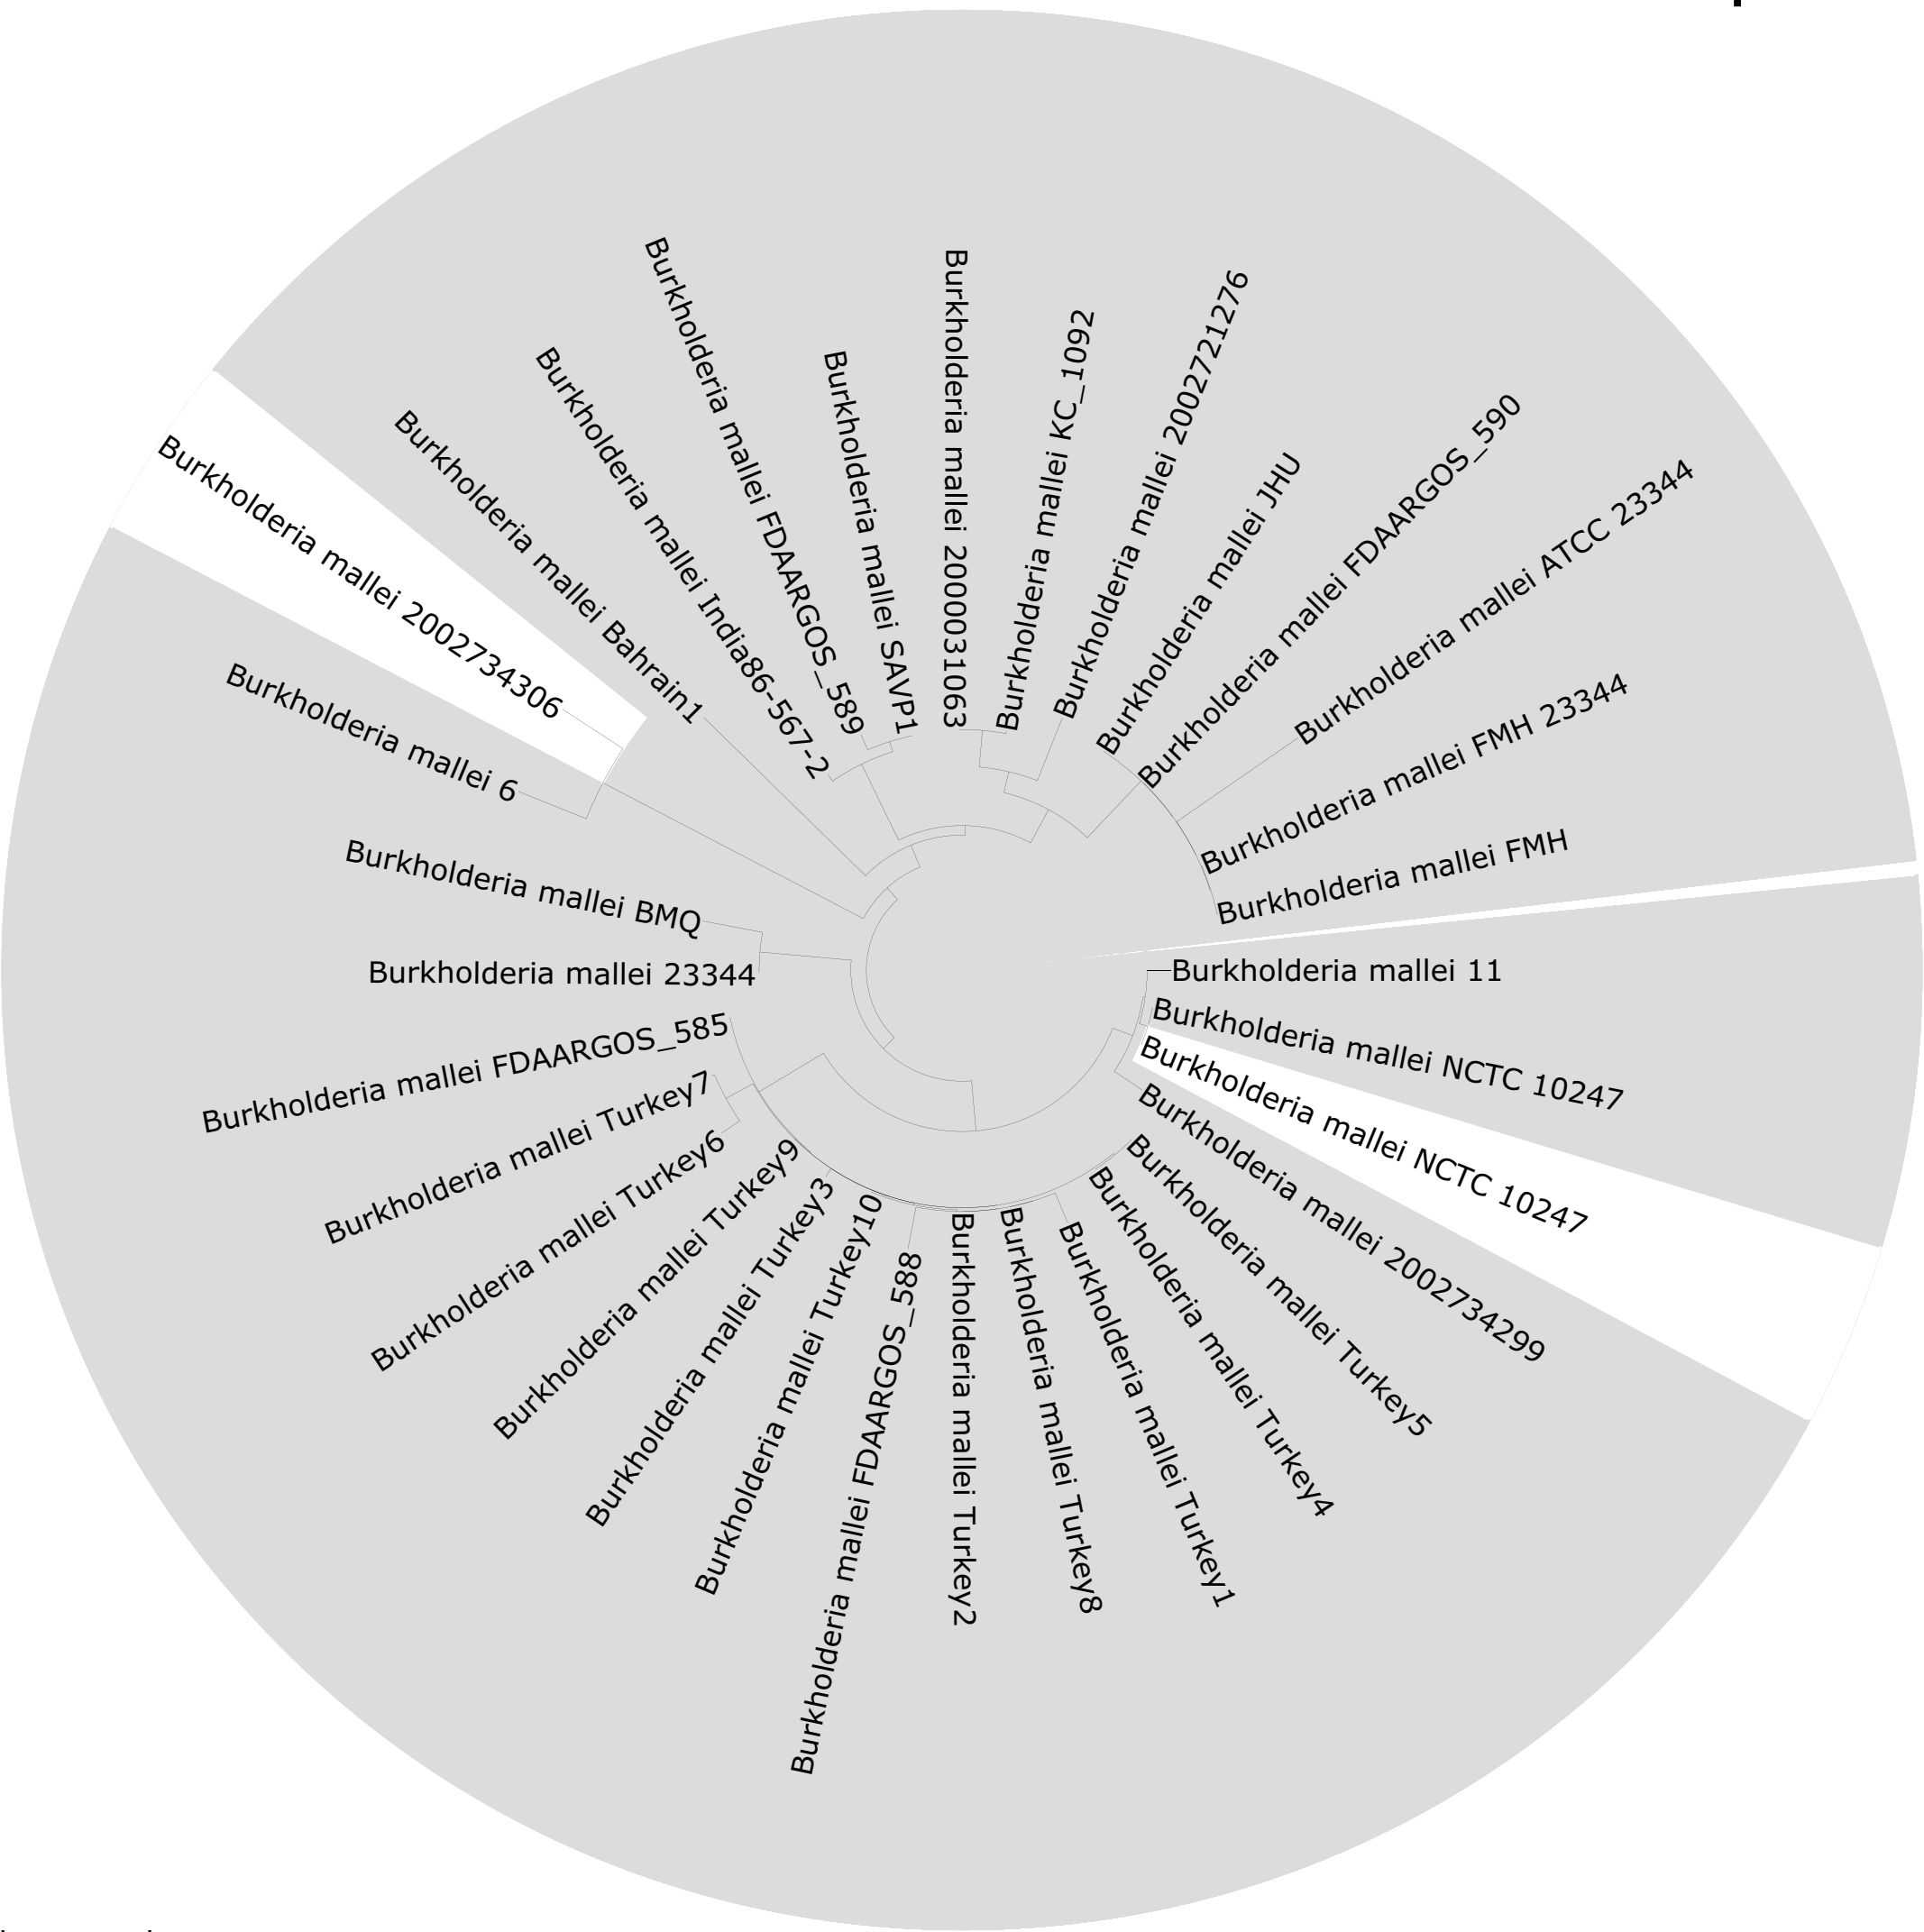 Burkholderia mallei 2000031063
Burkholderia mallei KC_1092
Burkholderia mallei 2002721276
Burkholderia mallei JHU
Burkholderia mallei FDAARGOS_590
Burkholderia mallei ATCC 23344
Burkholderia mallei FMH 23344
Burkholderia mallei FMH
Burkholderia mallei 11
Burkholderia mallei NCTC 10247
Burkholderia mallei NCTC 10247
Burkholderia mallei 2002734299
Burkholderia mallei Turkey5
Burkholderia mallei Turkey4
Burkholderia mallei Turkey1
Burkholderia mallei Turkey8
Burkholderia mallei Turkey2
Burkholderia mallei FDAARGOS_588
Burkholderia mallei Turkey10
Burkholderia mallei Turkey3
Burkholderia mallei Turkey9
Burkholderia mallei Turkey6
Burkholderia mallei Turkey7
Burkholderia mallei FDAARGOS_585
Burkholderia mallei 23344
Burkholderia mallei BMQ
Burkholderia mallei 6
Burkholderia mallei 2002734306
Burkholderia mallei Bahrain1
Burkholderia mallei India86-567-2
Burkholderia mallei FDAARGOS_589
Burkholderia mallei SAVP1